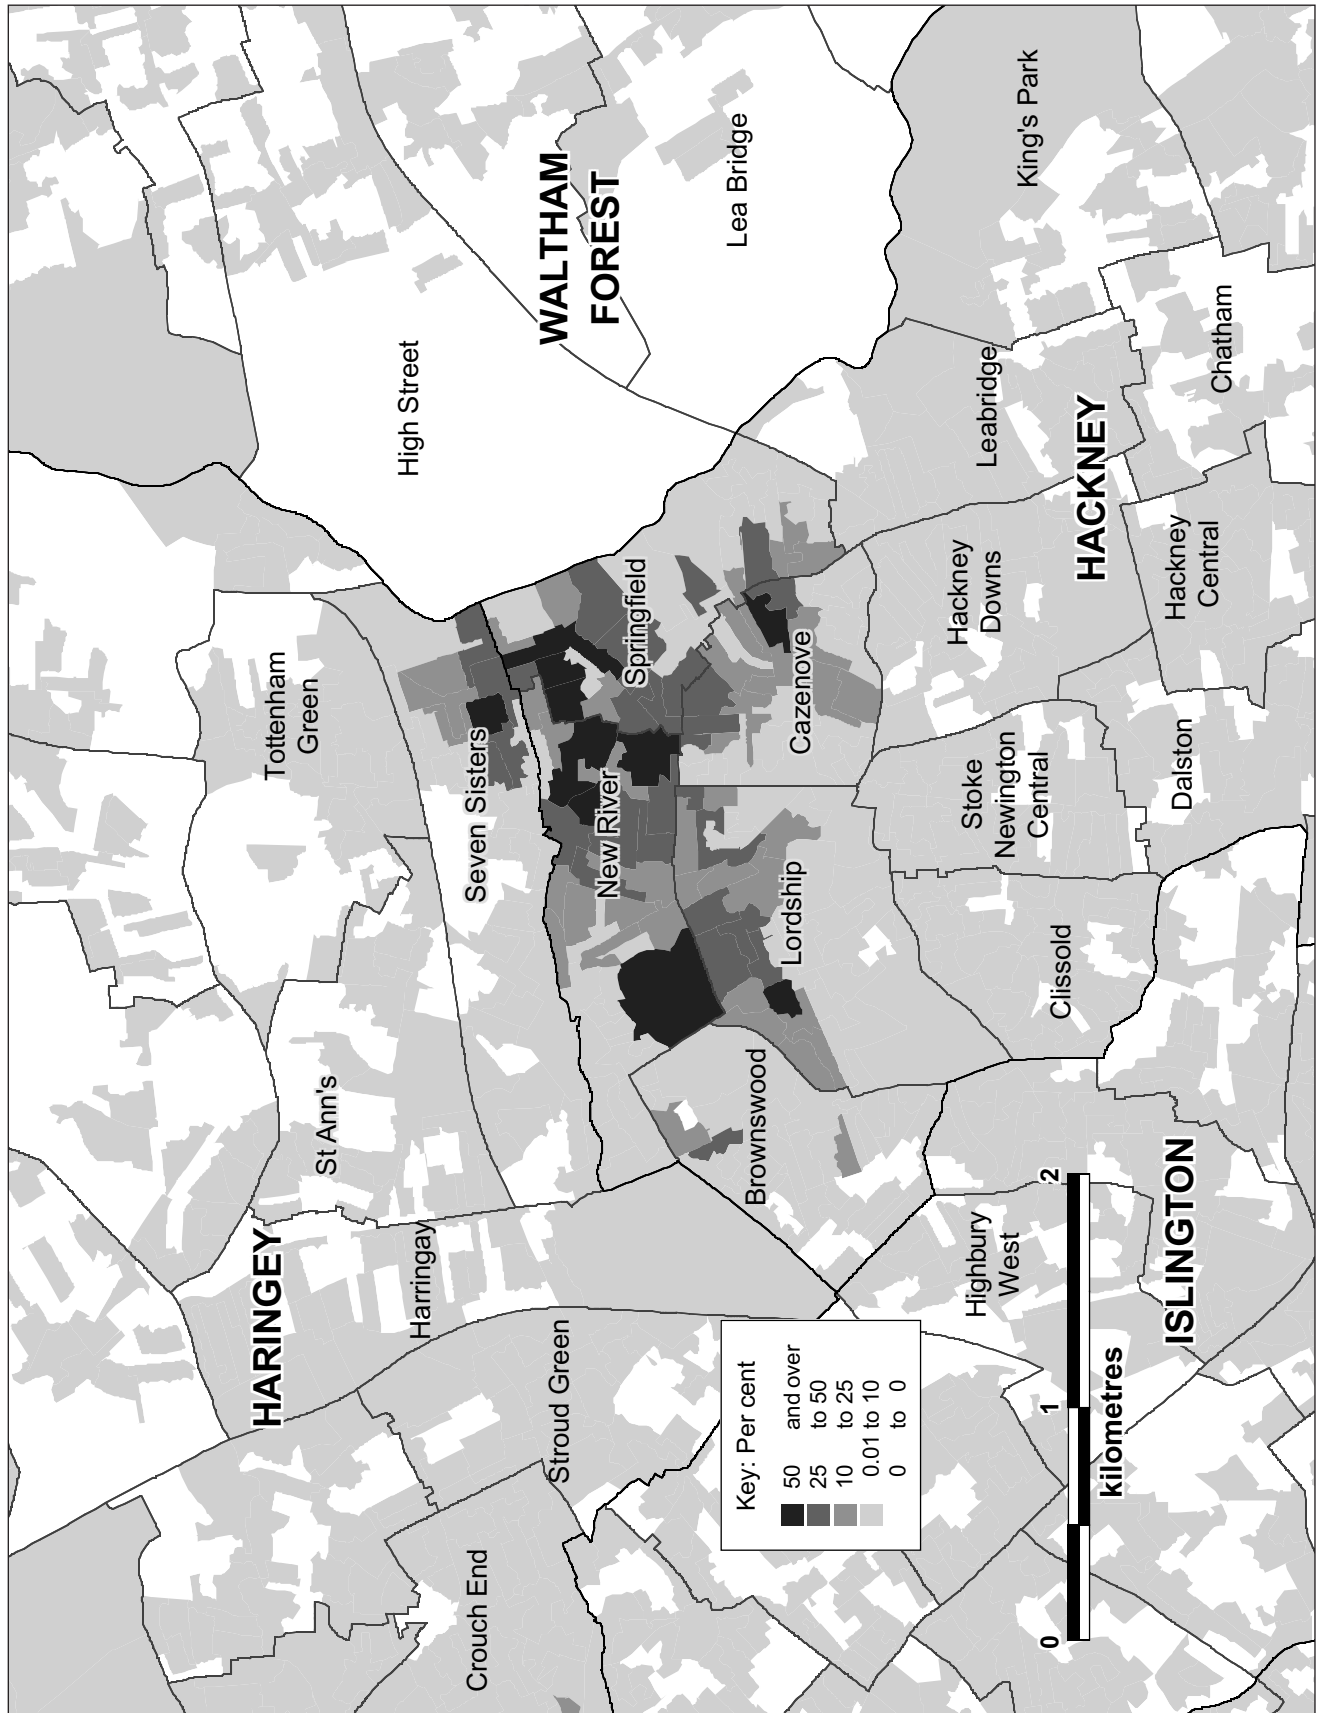 HARINGEY
WALTHAM
FOREST
HACKNEY
ISLINGTON
Crouch End
Stroud Green
Harringay
St Ann's
Tottenham
Green
Seven Sisters
High Street
Lea Bridge
King's Park
Leabridge
Chatham
Springfield
New River
Cazenove
Lordship
Brownswood
Hackney
Downs
Hackney
Central
Stoke
Newington
Central
Dalston
Clissold
Highbury
West
Key: Per cent
50 and over
25 to 50
10 to 25
0.01 to 10
0 to 0
0 1 2
kilometres